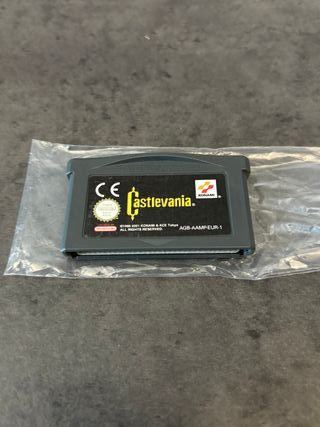 CE
Castlevania®
KONAMI
©1986 2001 KONAMI & KCE Tokyo
ALL RIGHTS RESERVED.
AGB-AAMP-EUR-1